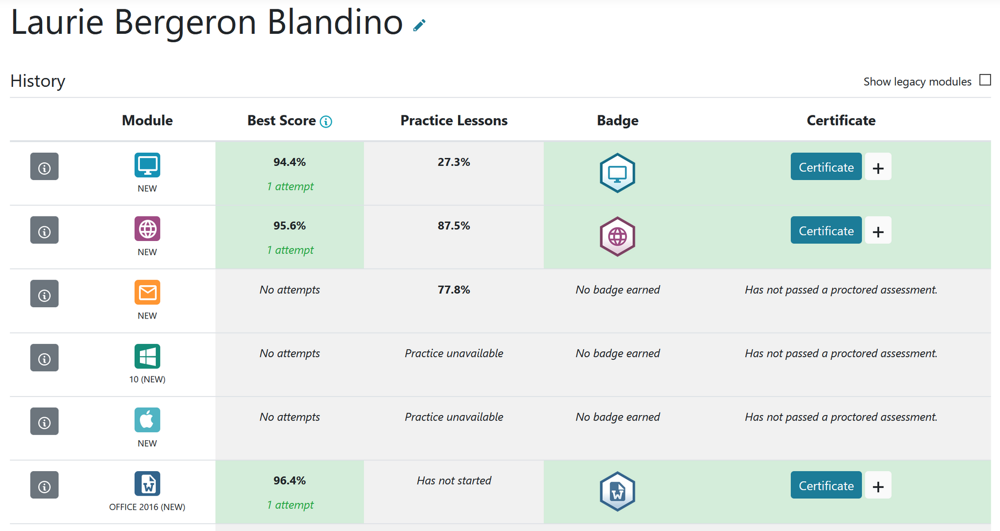 Laurie Bergeron Blandino
History
Show legacy modules
Module Best Score Practice Lessons Badge Certificate
94.4% 27.3% Certificate +
1 attempt
NEW
95.6% 87.5% Certificate +
1 attempt
NEW
No attempts 77.8% No badge earned Has not passed a proctored assessment.
NEW
No attempts Practice unavailable No badge earned Has not passed a proctored assessment.
10 (NEW)
No attempts Practice unavailable No badge earned Has not passed a proctored assessment.
NEW
W 96.4% Has not started W Certificate +
1 attempt
OFFICE 2016 (NEW)